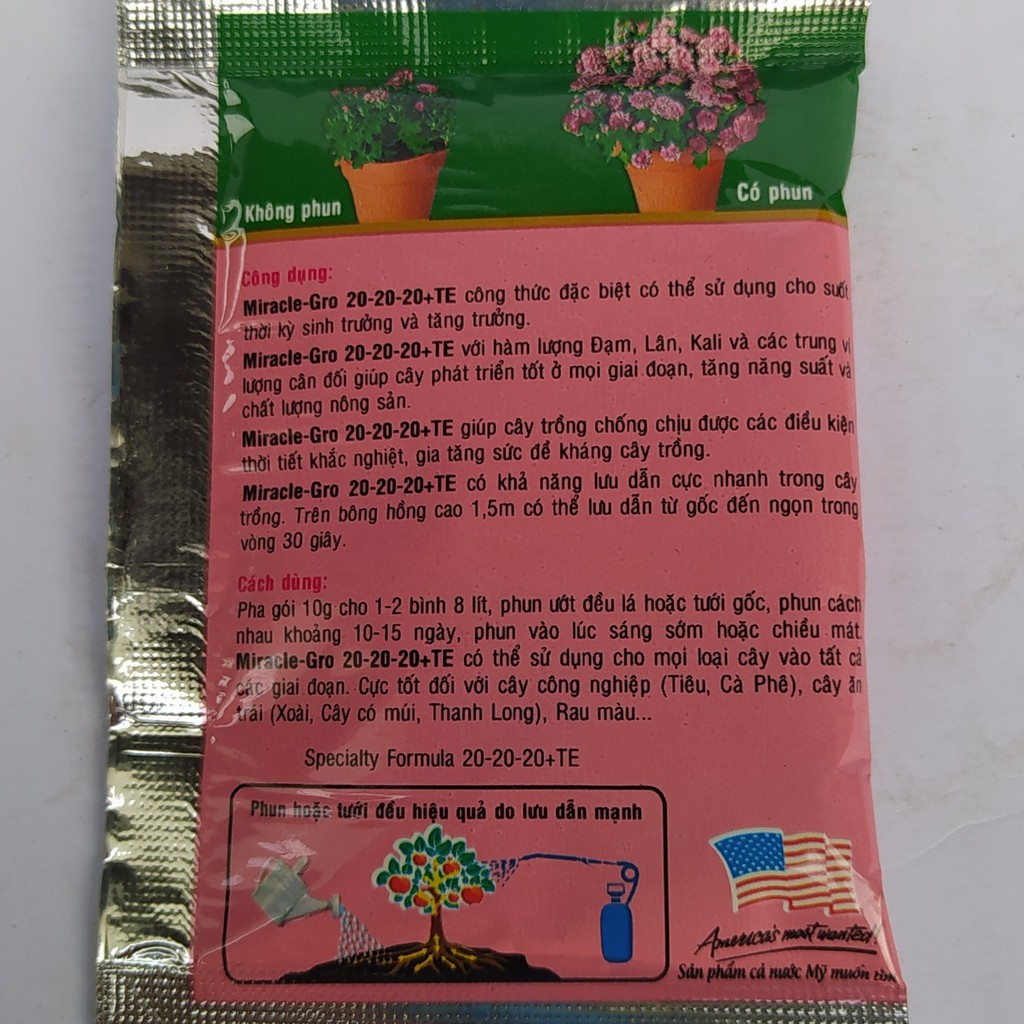 Không phun
Có phun
Công dụng:
Miracle-Gro 20-20-20+TE công thức đặc biệt có thể sử dụng cho suốt
thời kỳ sinh trưởng và tăng trưởng.
Miracle-Gro 20-20-20+TE với hàm lượng Đạm, Lân, Kali và các trung vi
lượng cân đối giúp cây phát triển tốt ở mọi giai đoạn, tăng năng suất và
chất lượng nông sản.
Miracle-Gro 20-20-20+TE giúp cây trồng chống chịu được các điều kiện
thời tiết khắc nghiệt, gia tăng sức đề kháng cây trồng.
Miracle-Gro 20-20-20+TE có khả năng lưu dẫn cực nhanh trong cây
trồng. Trên bông hồng cao 1,5m có thể lưu dẫn từ gốc đến ngọn trong
vòng 30 giây.
Cách dùng:
Pha gói 10g cho 1-2 bình 8 lít, phun ướt đều lá hoặc tưới gốc, phun cách
nhau khoảng 10-15 ngày, phun vào lúc sáng sớm hoặc chiều mát.
Miracle-Gro 20-20-20+TE có thể sử dụng cho mọi loại cây vào tất cả
các giai đoạn. Cực tốt đối với cây công nghiệp (Tiêu, Cà Phê), cây ăn
trái (Xoài, Cây có múi, Thanh Long), Rau màu...
Specialty Formula 20-20-20+TE
Phun hoặc tưới đều hiệu quả do lưu dẫn mạnh
America's most wanted!
Sản phẩm cả nước Mỹ muốn tìm